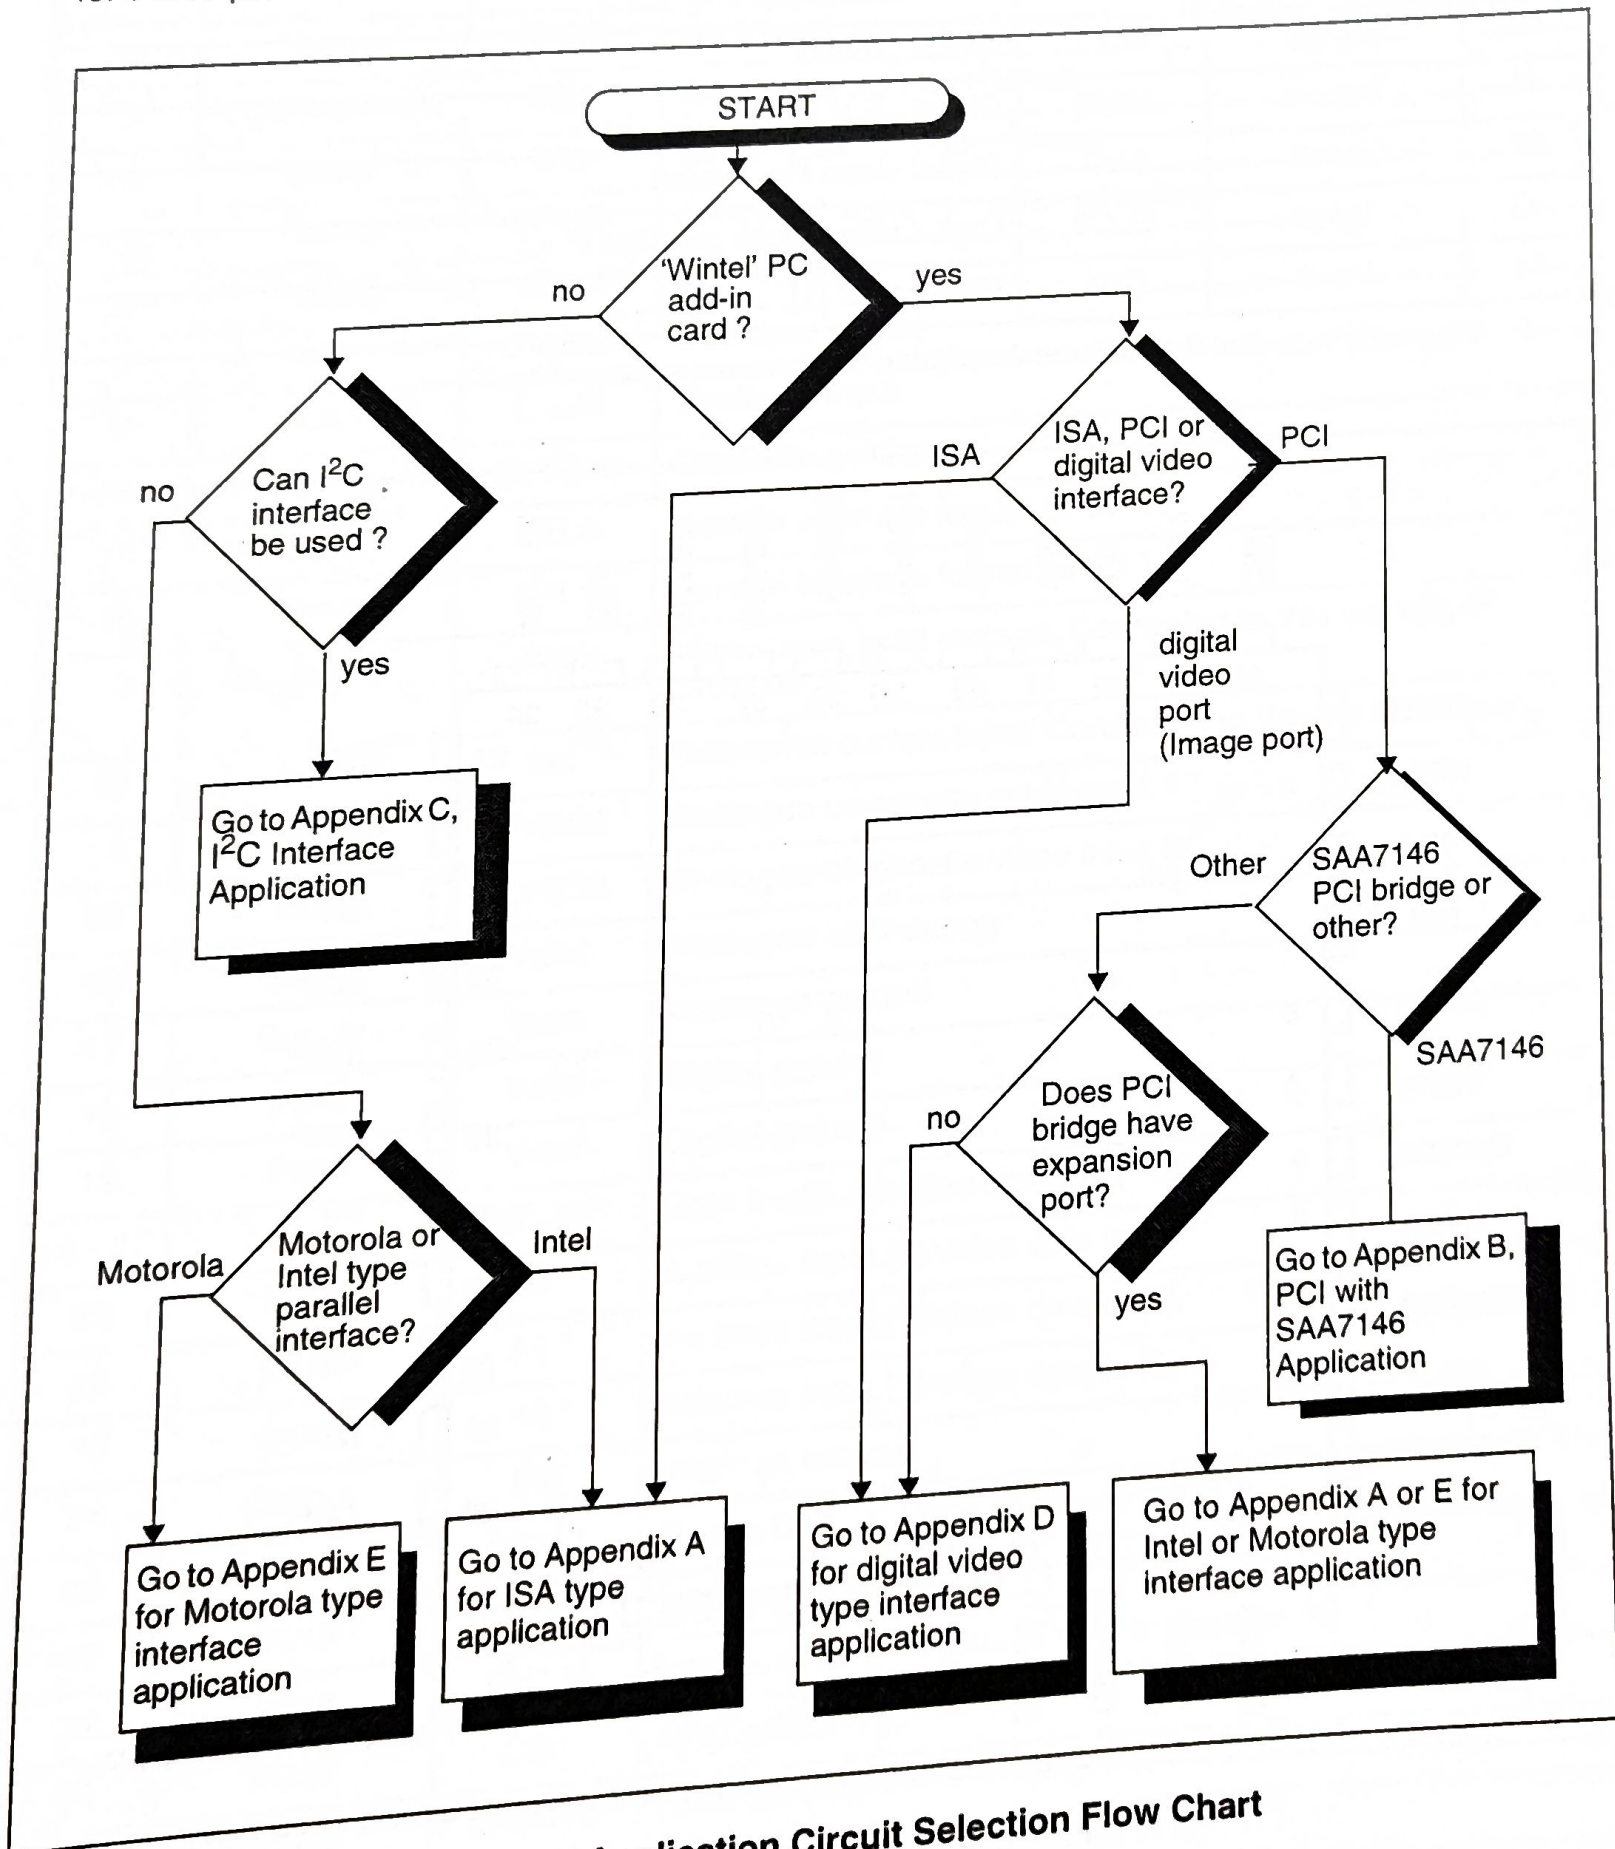 START
'Wintel' PC
add-in
card ?
no
yes
Can I²C
interface
be used ?
no
yes
ISA, PCI or
digital video
interface?
ISA
PCI
digital
video
port
(Image port)
Go to Appendix C,
I²C Interface
Application
SAA7146
PCI bridge or
other?
Other
SAA7146
Does PCI
bridge have
expansion
port?
no
yes
Motorola or
Intel type
parallel
interface?
Motorola
Intel
Go to Appendix B,
PCI with
SAA7146
Application
Go to Appendix E
for Motorola type
interface
application
Go to Appendix A
for ISA type
application
Go to Appendix D
for digital video
type interface
application
Go to Appendix A or E for
Intel or Motorola type
interface application
Circuit Selection Flow Chart